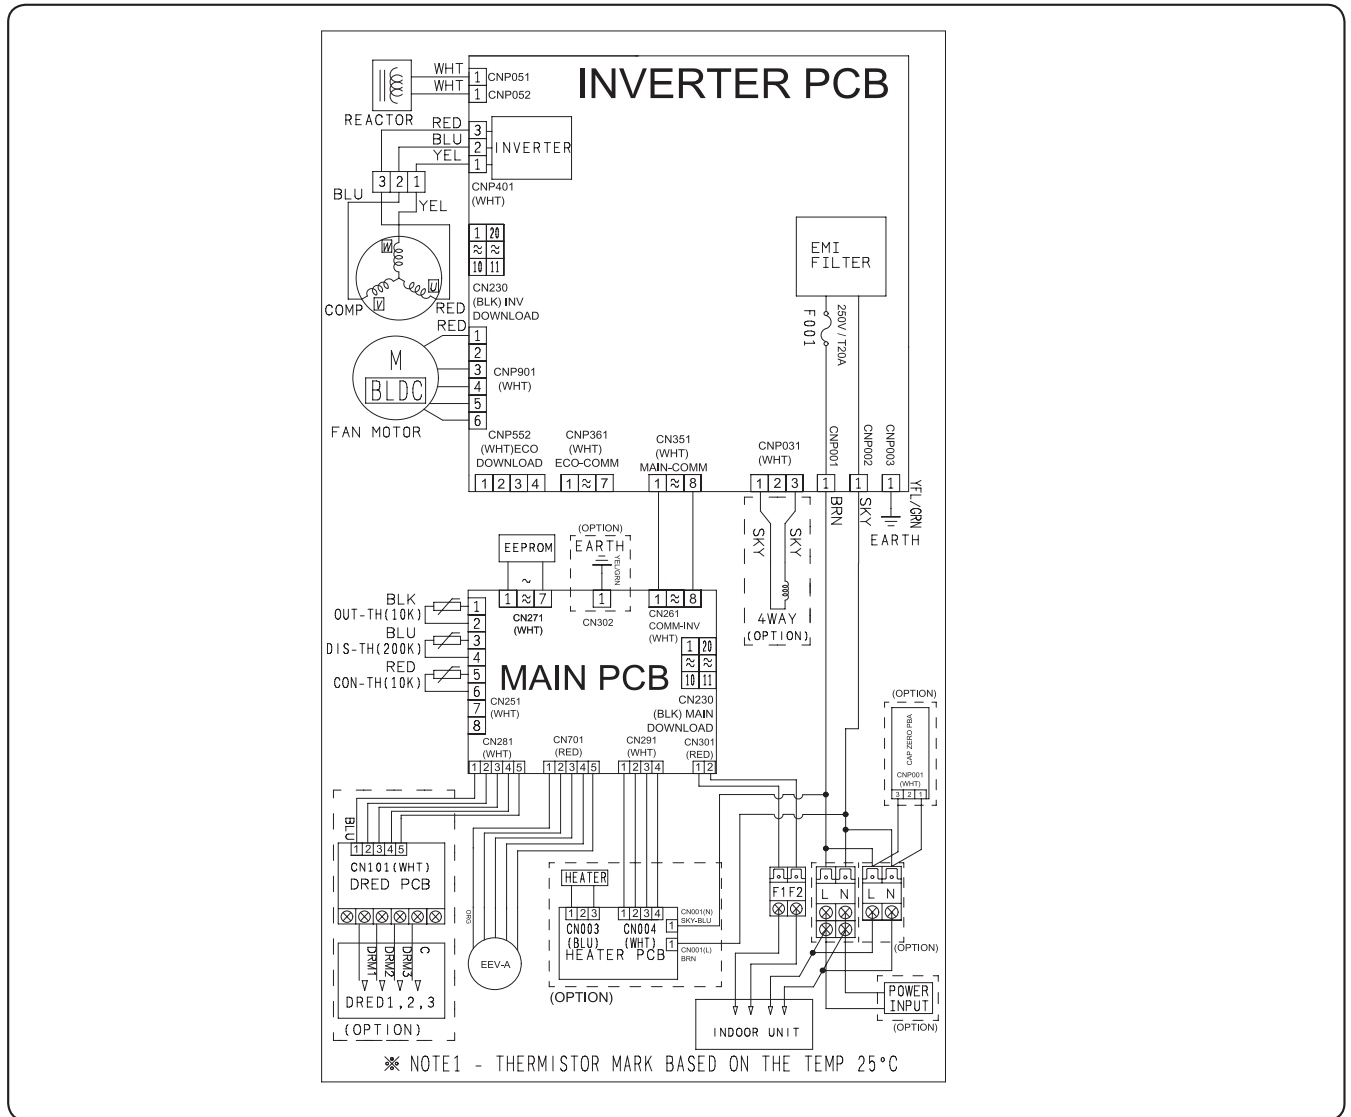 INVERTER PCB
WHT
1 CNP051
WHT
1 CNP052
REACTOR
RED
3
BLU
2
YEL
1
INVERTER
CNP401
(WHT)
3 2 1
BLU
YEL
1 20
≈ ≈
10 11
CN230
(BLK) INV
DOWNLOAD
W
U
V
COMP
RED
RED
1
2
3
4
5
6
CNP901
(WHT)
M
BLDC
FAN MOTOR
EMI
FILTER
F001
250V / T20A
CNP552
(WHT)ECO
DOWNLOAD
1 2 3 4
CNP361
(WHT)
ECO-COMM
1 ≈ 7
CN351
(WHT)
MAIN-COMM
1 ≈ 8
CNP031
(WHT)
1 2 3
CNP001
1
CNP002
1
CNP003
1
BRN
SKY
YEL/GRN
EARTH
SKY
SKY
4WAY
(OPTION)
EEPROM
~
1 ≈ 7
CN271
(WHT)
(OPTION)
EARTH
YEL/GRN
1
CN302
1 ≈ 8
CN261
COMM-INV
(WHT)
BLK
OUT-TH(10K)
BLU
DIS-TH(200K)
RED
CON-TH(10K)
1
2
3
4
5
6
7
8
CN251
(WHT)
MAIN PCB
1 20
≈ ≈
10 11
CN230
(BLK) MAIN
DOWNLOAD
CN281
(WHT)
1 2 3 4 5
CN701
(RED)
1 2 3 4 5
CN291
(WHT)
1 2 3 4
CN301
(RED)
1 2
(OPTION)
CAP ZERO PBA
CNP001
(WHT)
3 2 1
BLU
1 2 3 4 5
CN101(WHT)
DRED PCB
DRM1
DRM2
DRM3
C
DRED1,2,3
(OPTION)
ORG
EEV-A
HEATER
1 2 3
CN003
(BLU)
1 2 3 4
CN004
(WHT)
HEATER PCB
CN001(N)
SKY-BLU
1
1
CN001(L)
BRN
(OPTION)
F1 F2
L N
L N
(OPTION)
POWER
INPUT
(OPTION)
INDOOR UNIT
※ NOTE1 - THERMISTOR MARK BASED ON THE TEMP 25°C